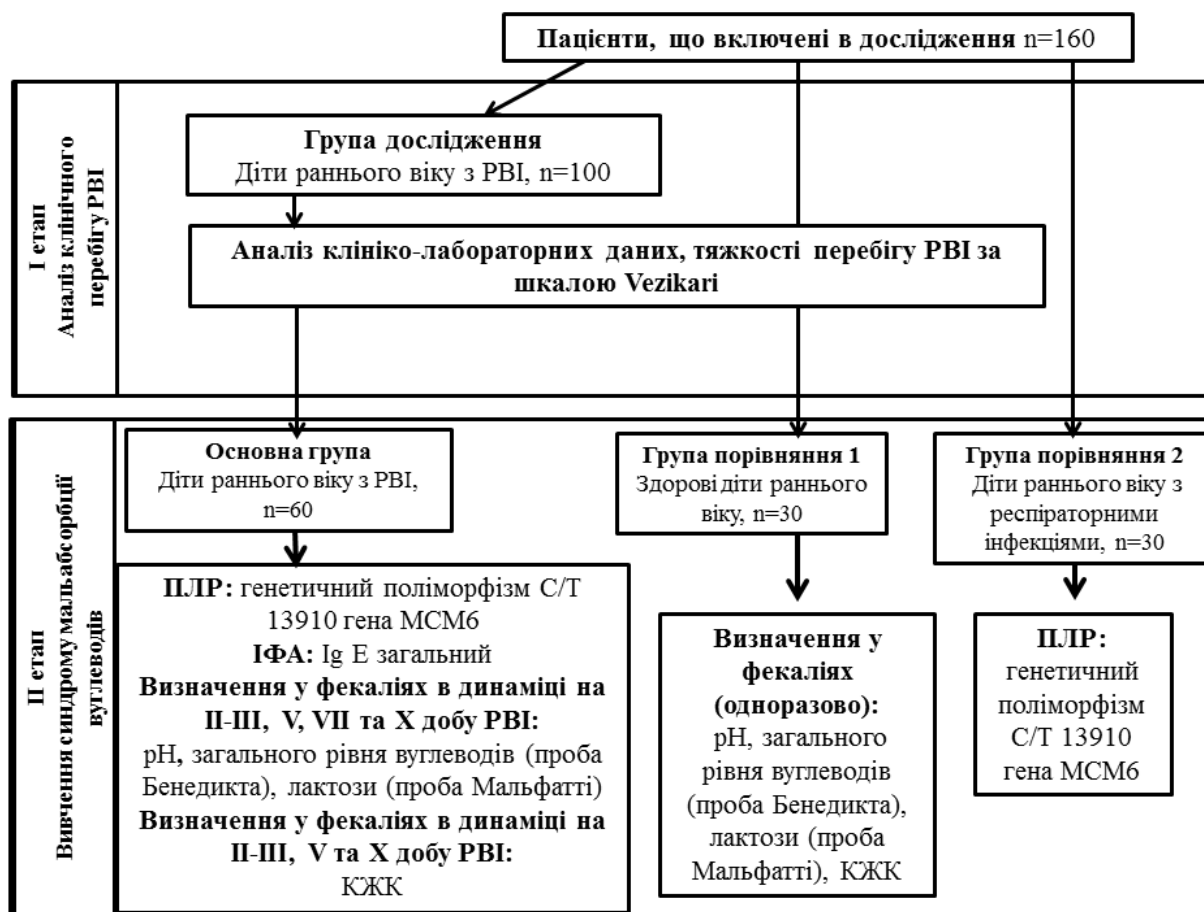 Пацієнти, що включені в дослідження n=160
І етап
Аналіз клінічного
перебігу РВІ
Група дослідження
Діти раннього віку з РВІ, n=100
Аналіз клініко-лабораторних даних, тяжкості перебігу РВІ за
шкалою Vezikari
ІІ етап
Вивчення синдрому мальабсорбції
вуглеводів
Основна група
Діти раннього віку з РВІ,
n=60
Група порівняння 1
Здорові діти раннього
віку, n=30
Група порівняння 2
Діти раннього віку з
респіраторними
інфекціями, n=30
ПЛР: генетичний поліморфізм С/Т
13910 гена МСМ6
ІФА: Ig E загальний
Визначення у фекаліях в динаміці на
ІІ-ІІІ, V, VII та X добу РВІ:
рН, загального рівня вуглеводів (проба
Бенедикта), лактози (проба Мальфатті)
Визначення у фекаліях в динаміці на
ІІ-ІІІ, V та X добу РВІ:
КЖК
Визначення у
фекаліях
(одноразово):
рН, загального
рівня вуглеводів
(проба Бенедикта),
лактози (проба
Мальфатті), КЖК
ПЛР:
генетичний
поліморфізм
С/Т 13910
гена МСМ6